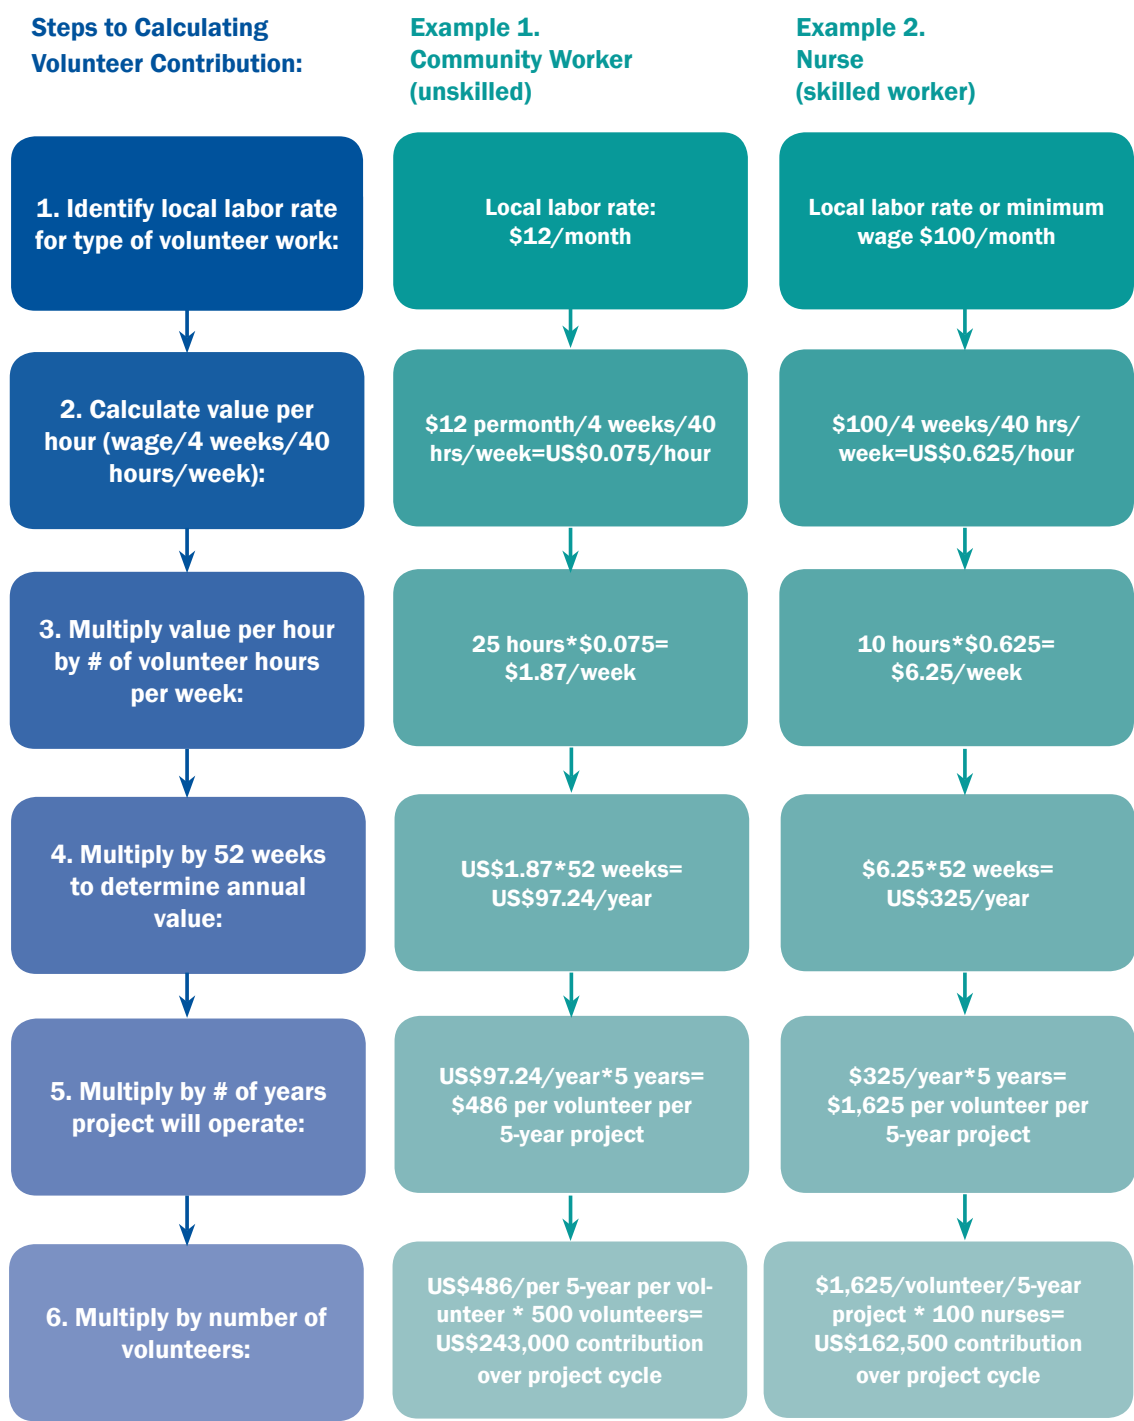 Steps to Calculating
Volunteer Contribution:
Example 1.
Community Worker
(unskilled)
Example 2.
Nurse
(skilled worker)
1. Identify local labor rate
for type of volunteer work:
Local labor rate:
$12/month
Local labor rate or minimum
wage $100/month
2. Calculate value per
hour (wage/4 weeks/40
hours/week):
$12 permonth/4 weeks/40
hrs/week=US$0.075/hour
$100/4 weeks/40 hrs/
week=US$0.625/hour
3. Multiply value per hour
by # of volunteer hours
per week:
25 hours*$0.075=
$1.87/week
10 hours*$0.625=
$6.25/week
4. Multiply by 52 weeks
to determine annual
value:
US$1.87*52 weeks=
US$97.24/year
$6.25*52 weeks=
US$325/year
5. Multiply by # of years
project will operate:
US$97.24/year*5 years=
$486 per volunteer per
5-year project
$325/year*5 years=
$1,625 per volunteer per
5-year project
6. Multiply by number of
volunteers:
US$486/per 5-year per vol-
unteer * 500 volunteers=
US$243,000 contribution
over project cycle
$1,625/volunteer/5-year
project * 100 nurses=
US$162,500 contribution
over project cycle